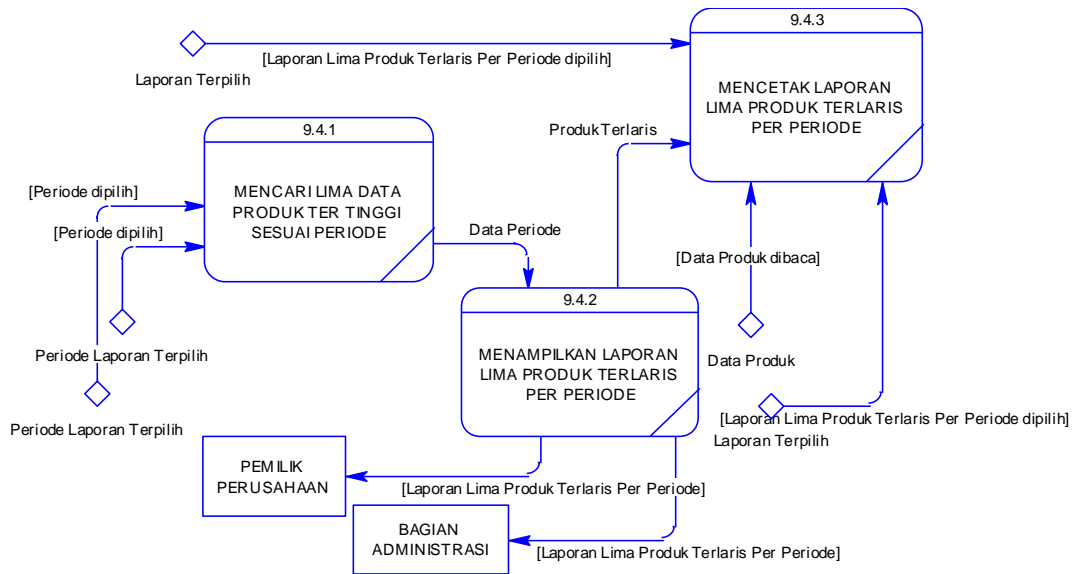 9.4.3
[Laporan Lima Produk Terlaris Per Periode dipilih]
Laporan Terpilih
MENCETAK LAPORAN
LIMA PRODUK TERLARIS
PER PERIODE
9.4.1
Produk Terlaris
MENCARI LIMA DATA
PRODUK TER TINGGI
SESUAI PERIODE
[Periode dipilih]
[Periode dipilih]
Data Periode
[Data Produk dibaca]
9.4.2
Periode Laporan Terpilih
MENAMPILKAN LAPORAN
LIMA PRODUK TERLARIS
PER PERIODE
Data Produk
Periode Laporan Terpilih
[Laporan Lima Produk Terlaris Per Periode dipilih]
Laporan Terpilih
PEMILIK
PERUSAHAAN
[Laporan Lima Produk Terlaris Per Periode]
BAGIAN
ADMINISTRASI
[Laporan Lima Produk Terlaris Per Periode]